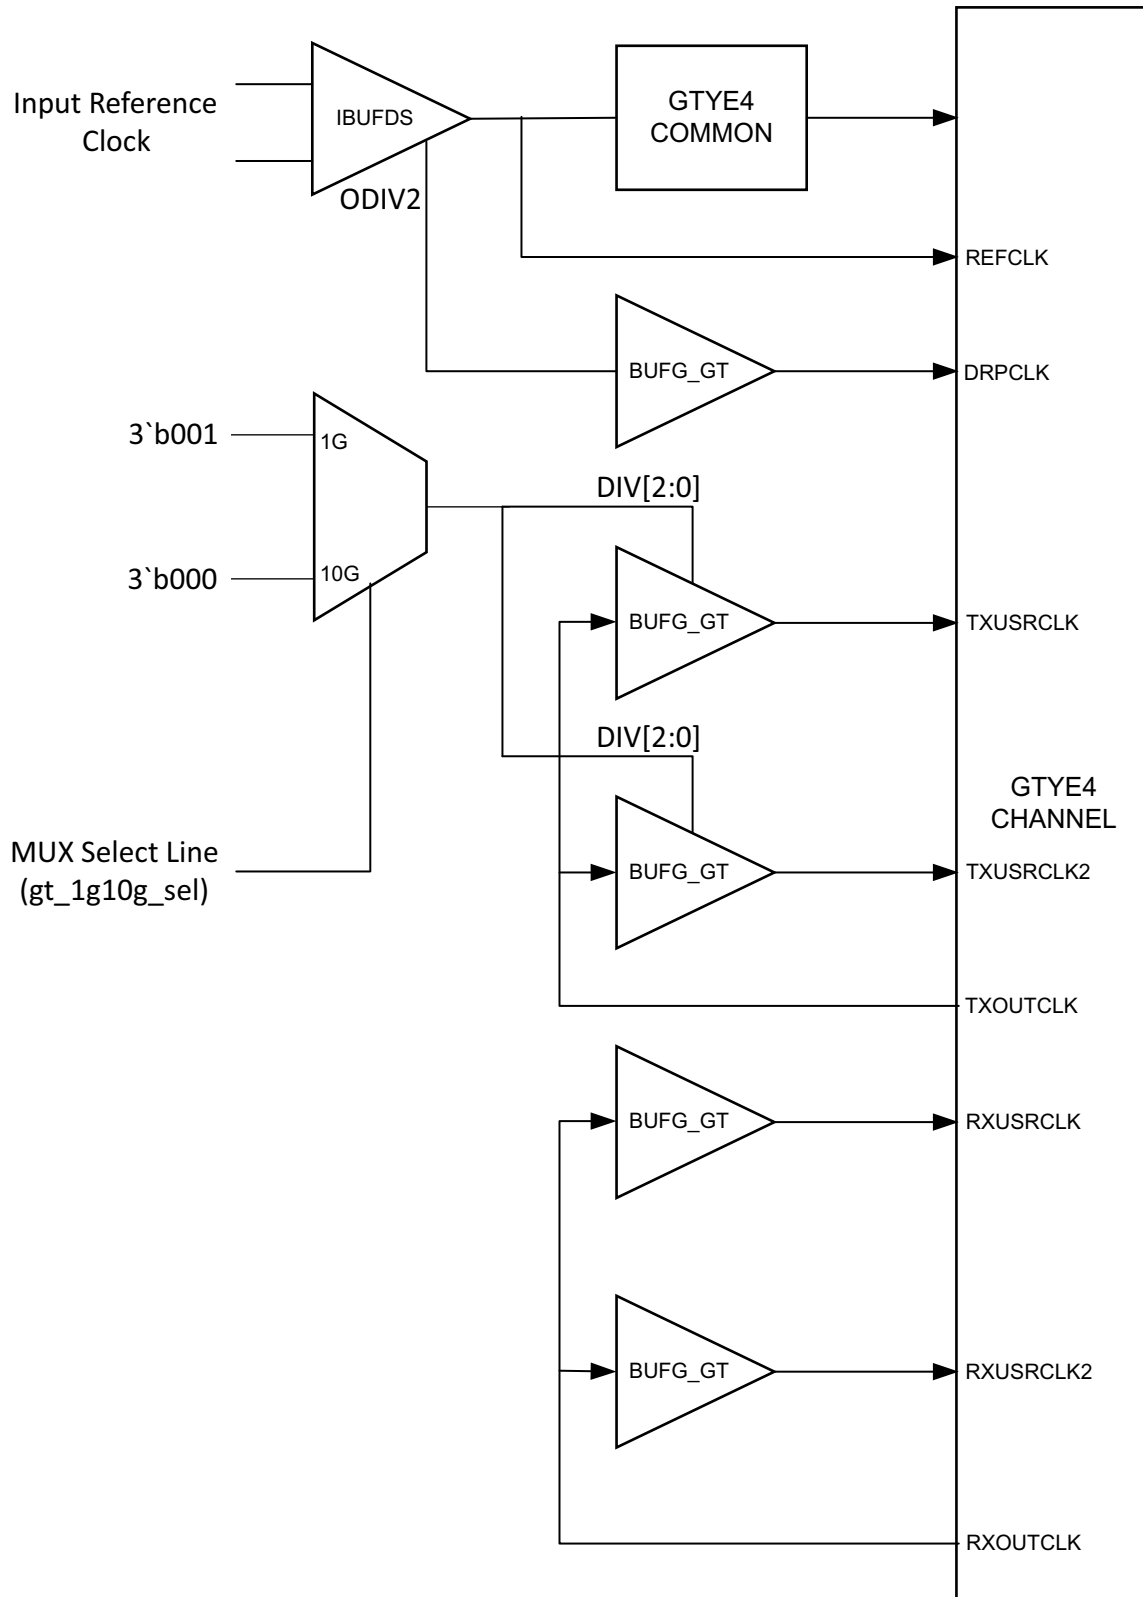 Input Reference
Clock
IBUFDS
ODIV2
GTYE4
COMMON
REFCLK
BUFG_GT
DRPCLK
3`b001
1G
3`b000
10G
DIV[2:0]
BUFG_GT
TXUSRCLK
DIV[2:0]
BUFG_GT
TXUSRCLK2
GTYE4
CHANNEL
MUX Select Line
(gt_1g10g_sel)
TXOUTCLK
BUFG_GT
RXUSRCLK
BUFG_GT
RXUSRCLK2
RXOUTCLK